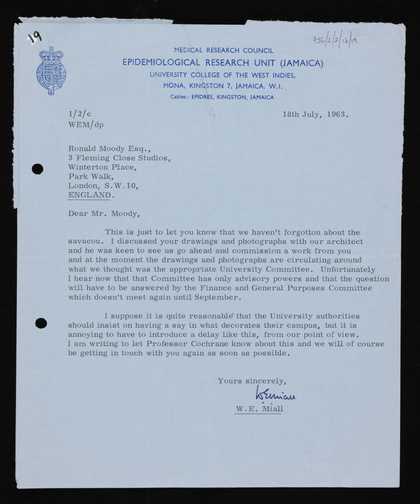 19
MEDICAL RESEARCH COUNCIL
EPIDEMIOLOGICAL RESEARCH UNIT (JAMAICA)
UNIVERSITY COLLEGE OF THE WEST INDIES,
MONA, KINGSTON 7, JAMAICA, W.I.
Cables: EPIDRES, KINGSTON, JAMAICA
1/2/c 18th July, 1963.
WEM/dp
Ronald Moody Esq.,
3 Fleming Close Studios,
Winterton Place,
Park Walk,
London, S.W.10,
ENGLAND.
Dear Mr. Moody,
This is just to let you know that we haven't forgotton about the
savacou. I discussed your drawings and photographs with our architect
and he was keen to see us go ahead and commission a work from you
and at the moment the drawings and photographs are circulating around
what we thought was the appropriate University Committee. Unfortunately
I hear now that that Committee has only advisory powers and that the question
will have to be answered by the Finance and General Purposes Committee
which doesn't meet again until September.
I suppose it is quite reasonable that the University authorities
should insist on having a say in what decorates their campus, but it is
annoying to have to introduce a delay like this, from our point of view.
I am writing to let Professor Cochrane know about this and we will of course
be getting in touch with you again as soon as possible.
Yours sincerely,
W.E. Miall